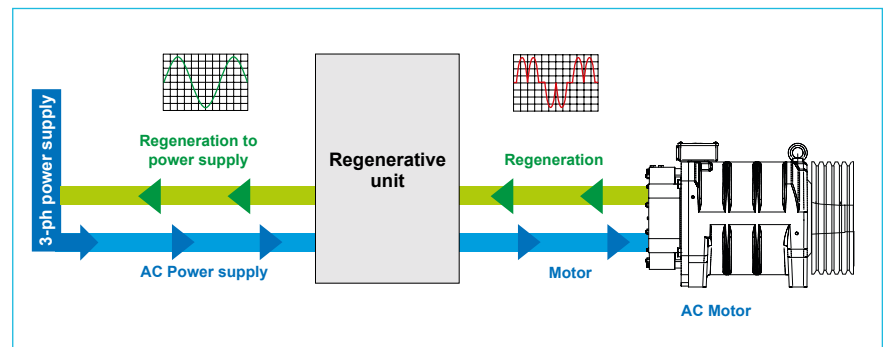 3-ph power supply
Regeneration to
power supply
Regenerative
unit
Regeneration
AC Power supply
Motor
AC Motor